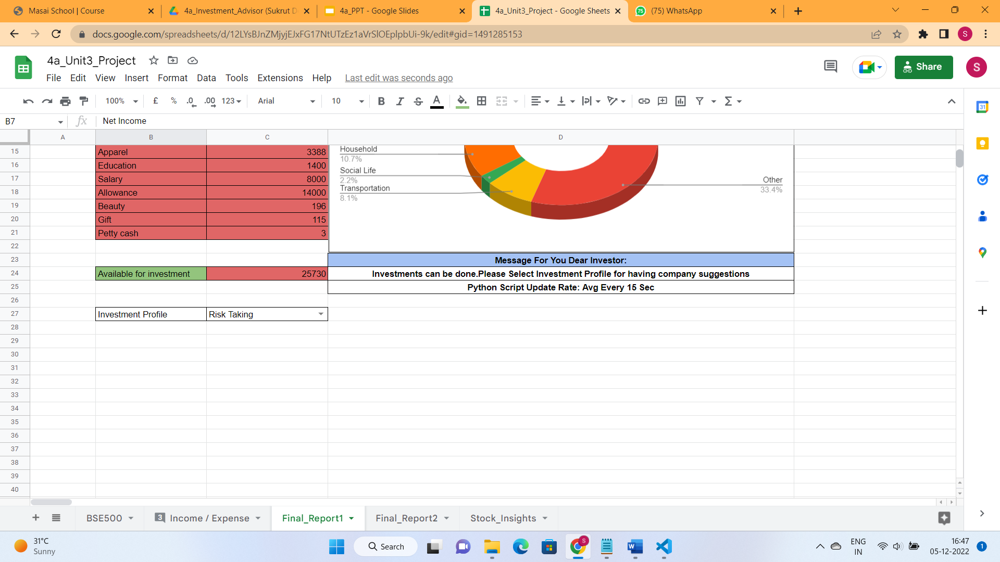 Masai School | Course
4a_Investment_Advisor (Sukrut D
4a_PPT - Google Slides
4a_Unit3_Project - Google Sheets
75
(75) WhatsApp
docs.google.com/spreadsheets/d/12LYsBJnZMjyjEJxFG17NtUTzEz1aVrSlOEplpbUi-9k/edit#gid=1491285153
S
4a_Unit3_Project
File Edit View Insert Format Data Tools Extensions Help Last edit was seconds ago
Share
S
100% £ % .0 .00 123 Arial 10 B I S A
31
B7 fx Net Income
A B C D
15 Apparel 3388
16 Education 1400
17 Salary 8000
18 Allowance 14000
19 Beauty 196
20 Gift 115
21 Petty cash 3
Household
10.7%
Social Life
2.2%
Transportation
8.1%
Other
33.4%
22
23 Message For You Dear Investor:
24 Available for investment 25730 Investments can be done.Please Select Investment Profile for having company suggestions
25 Python Script Update Rate: Avg Every 15 Sec
26
27 Investment Profile Risk Taking
28
29
30
31
32
33
34
35
36
37
38
39
40
BSE500 3 Income / Expense Final_Report1 Final_Report2 Stock_Insights
31°C
Sunny
Search
S
ENG
IN
16:47
05-12-2022
1